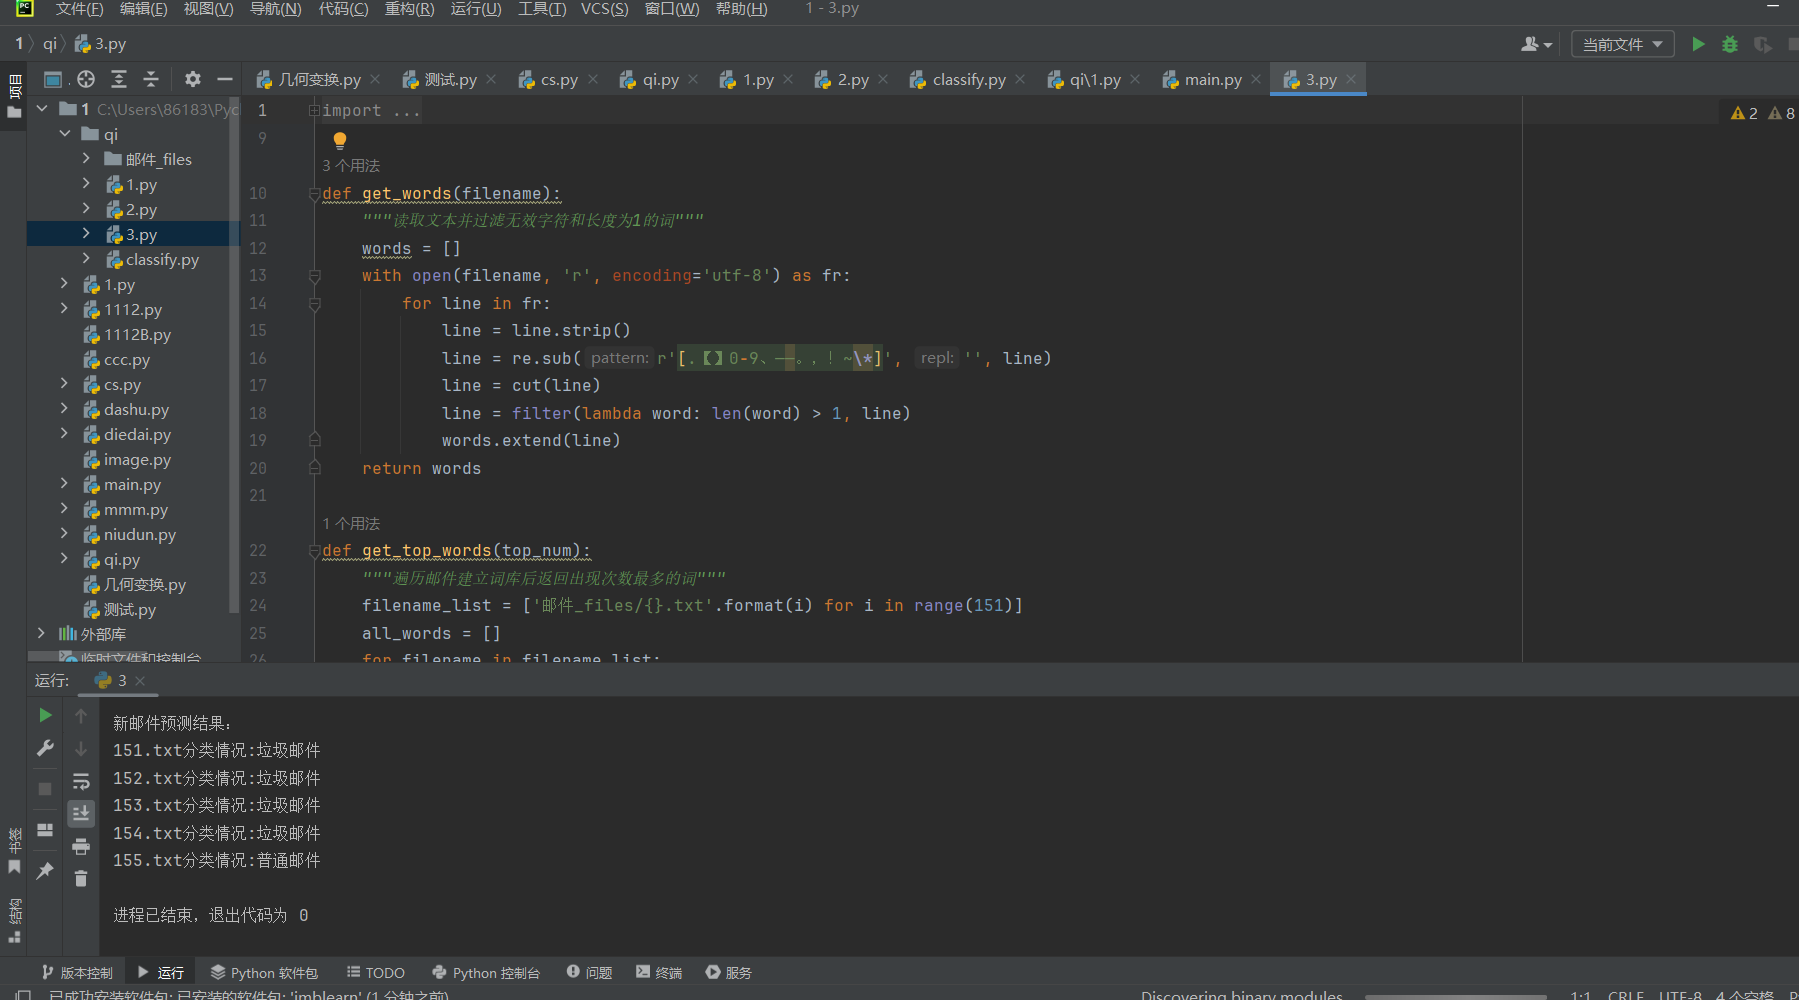 PC 文件(F) 编辑(E) 视图(V) 导航(N) 代码(C) 重构(R) 运行(U) 工具(T) VCS(S) 窗口(W) 帮助(H) 1 - 3.py
1 qi 3.py 当前文件
几何变换.py 测试.py cs.py qi.py 1.py 2.py classify.py qi\1.py main.py 3.py
项目
1 C:\Users\86183\Pyc
qi
邮件_files
1.py
2.py
3.py
classify.py
1.py
1112.py
1112B.py
ccc.py
cs.py
dashu.py
diedai.py
image.py
main.py
mmm.py
niudun.py
qi.py
几何变换.py
测试.py
外部库
临时文件和控制台
1 import ...
2 8
9
3 个用法
10 def get_words(filename):
11 """读取文本并过滤无效字符和长度为1的词"""
12 words = []
13 with open(filename, 'r', encoding='utf-8') as fr:
14 for line in fr:
15 line = line.strip()
16 line = re.sub( pattern: r'[.【】0-9、——。,！~\*]', repl: '', line)
17 line = cut(line)
18 line = filter(lambda word: len(word) > 1, line)
19 words.extend(line)
20 return words
21
1 个用法
22 def get_top_words(top_num):
23 """遍历邮件建立词库后返回出现次数最多的词"""
24 filename_list = ['邮件_files/{}.txt'.format(i) for i in range(151)]
25 all_words = []
26 for filename in filename_list:
运行: 3
新邮件预测结果:
151.txt分类情况:垃圾邮件
152.txt分类情况:垃圾邮件
153.txt分类情况:垃圾邮件
154.txt分类情况:垃圾邮件
155.txt分类情况:普通邮件
进程已结束，退出代码为 0
书签
结构
版本控制 运行 Python 软件包 TODO Python 控制台 问题 终端 服务
已成功安装软件包: 已安装的软件包: 'imblearn' (1 分钟之前) Discovering binary modules 1:1 CRLF UTF-8 4 个空格